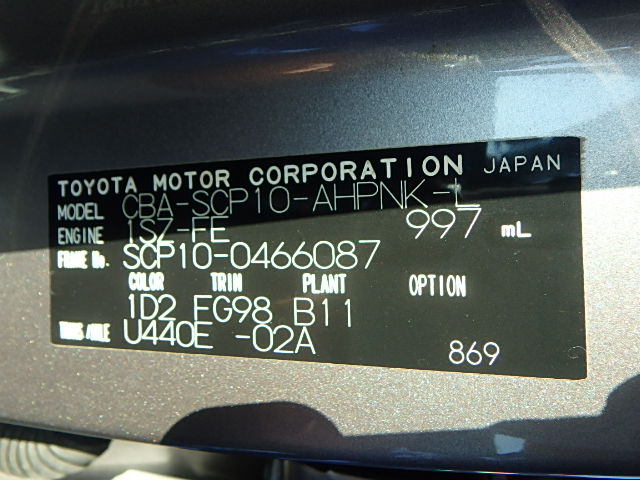 TOYOTA MOTOR CORPORATION JAPAN
MODEL CBA-SCP10-AHPNK-L
ENGINE 1SZ-FE 997 mL
FRAME No. SCP10-0466087
COLOR TRIM PLANT OPTION
1D2 FG98 B11
TRANS/AXLE U440E -02A
869